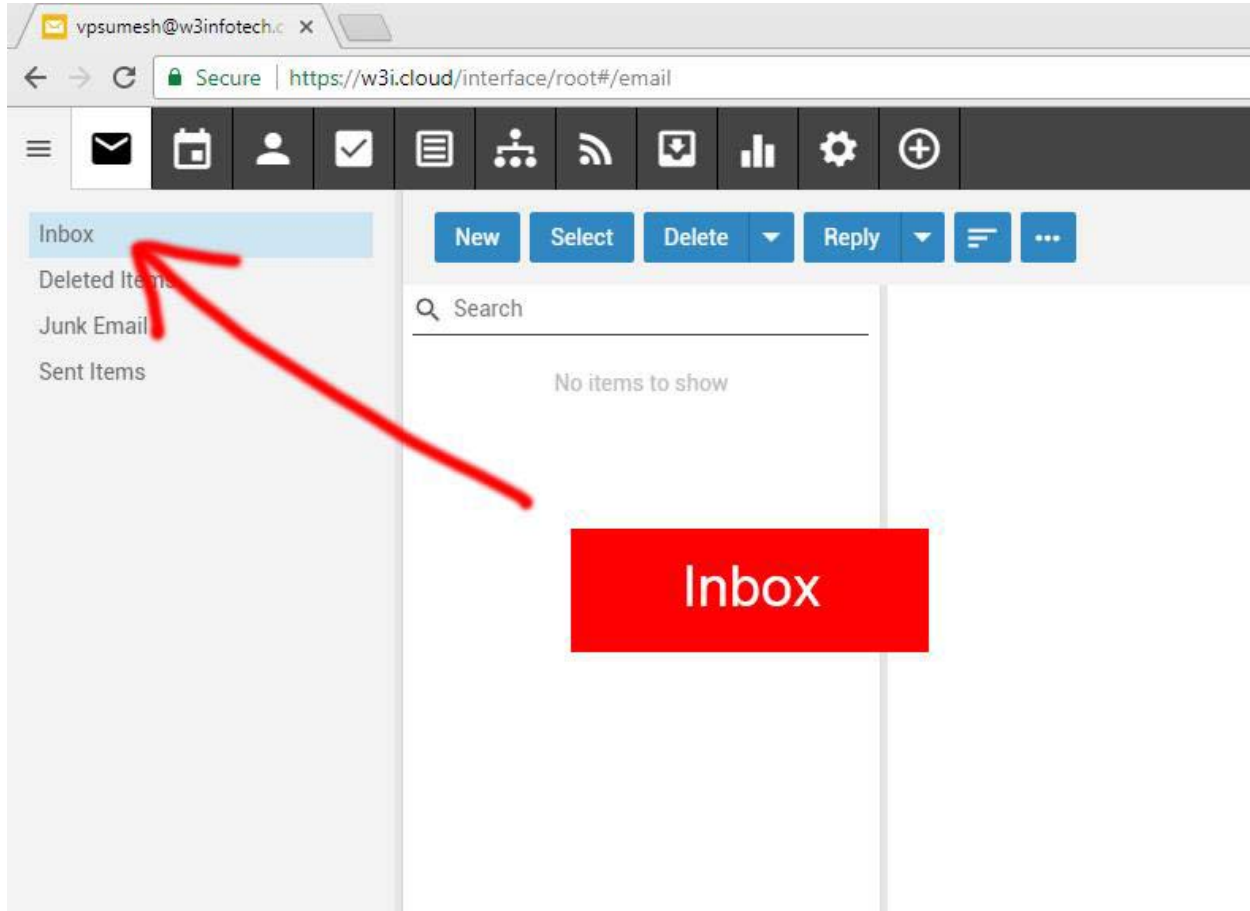 vpsumesh@w3infotech.c
Secure https://w3i.cloud/interface/root#/email
Inbox
Deleted Items
Junk Email
Sent Items
New Select Delete Reply
Search
No items to show
Inbox